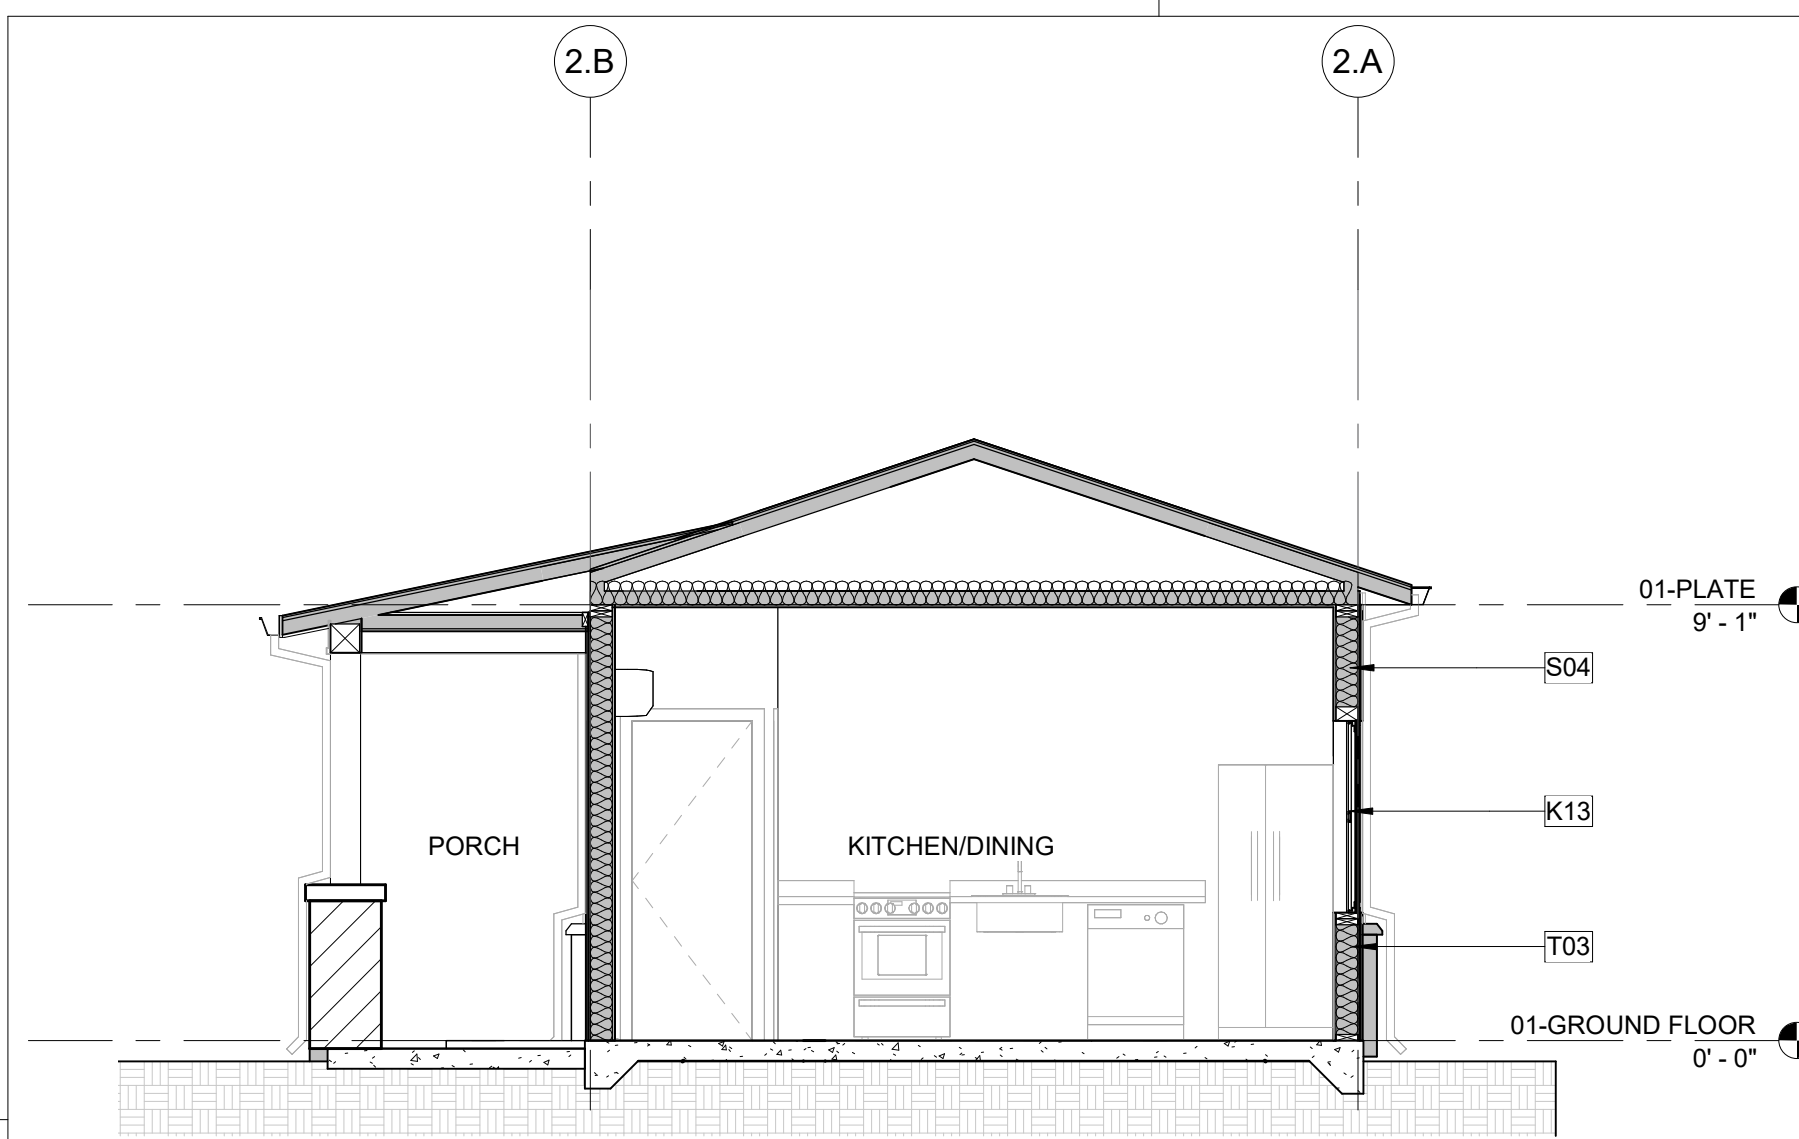 2.B
2.A
01-PLATE
9' - 1"
S04
K13
PORCH
KITCHEN/DINING
T03
01-GROUND FLOOR
0' - 0"